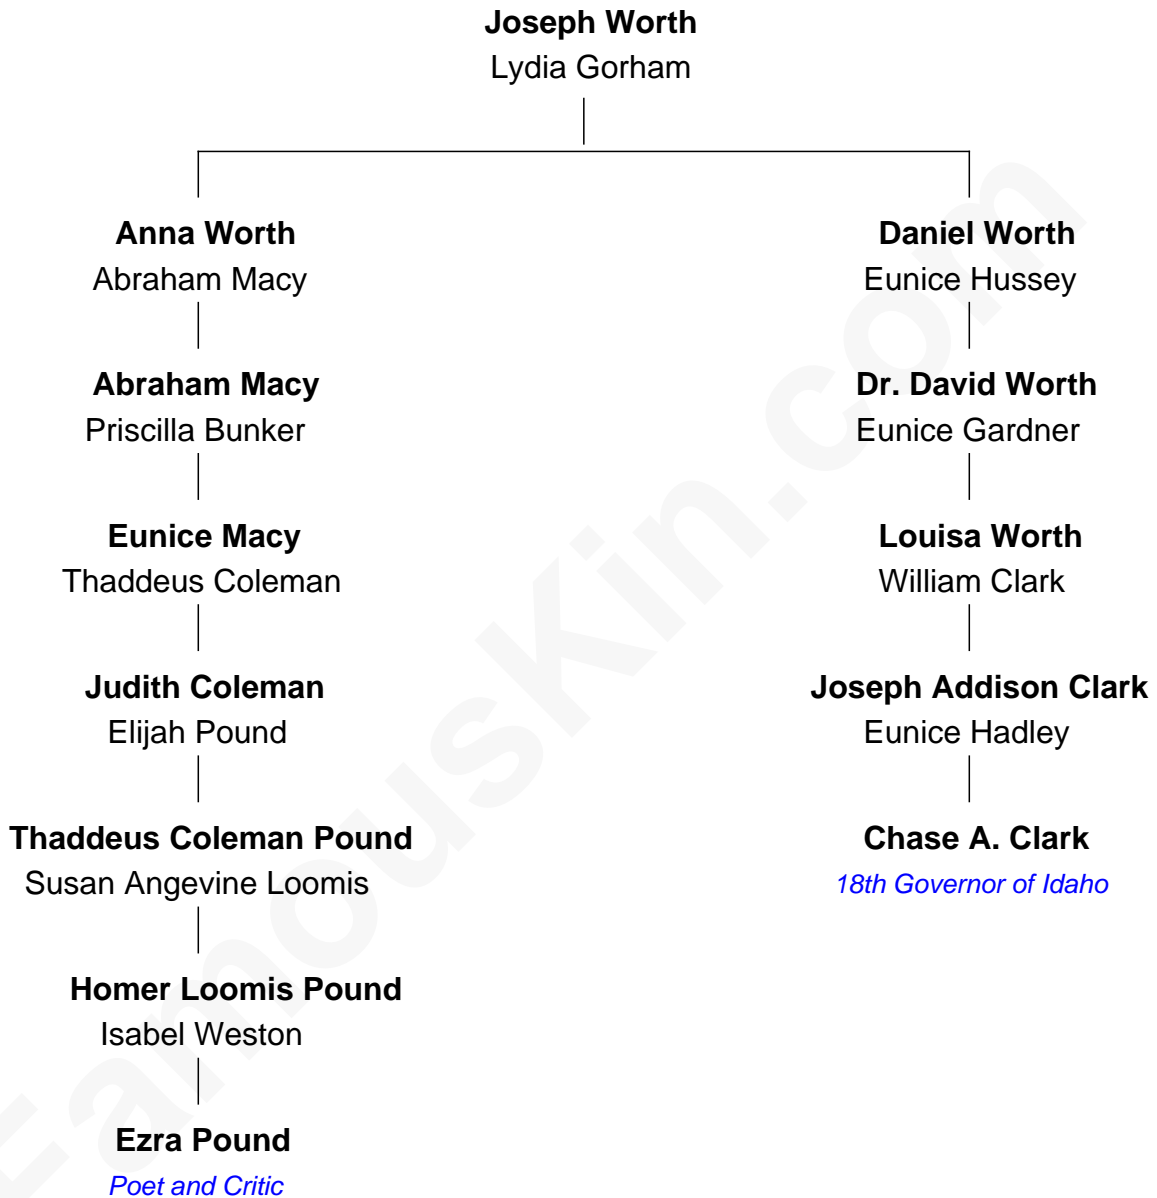 Joseph Worth
Lydia Gorham
Anna Worth
Abraham Macy
Daniel Worth
Eunice Hussey
Abraham Macy
Priscilla Bunker
Dr. David Worth
Eunice Gardner
Eunice Macy
Thaddeus Coleman
Louisa Worth
William Clark
Judith Coleman
Elijah Pound
Joseph Addison Clark
Eunice Hadley
Thaddeus Coleman Pound
Susan Angevine Loomis
Chase A. Clark
18th Governor of Idaho
Homer Loomis Pound
Isabel Weston
Ezra Pound
Poet and Critic
FamousKin.com